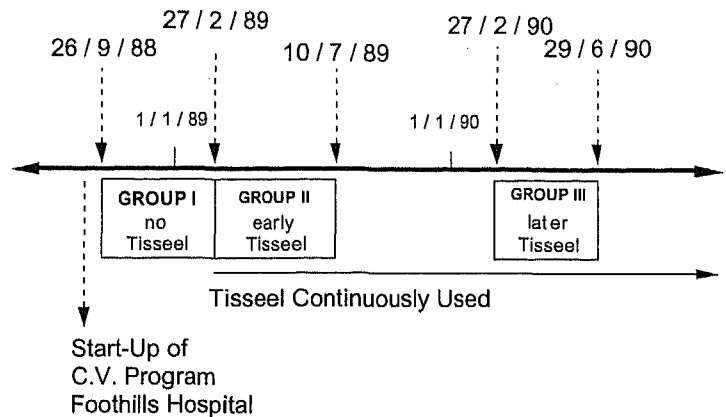 27 / 2 / 89
27 / 2 / 90
26 / 9 / 88
10 / 7 / 89
29 / 6 / 90
1 / 1 / 89
1 / 1 / 90
GROUP I
no
Tisseel
GROUP II
early
Tisseel
GROUP III
later
Tisseel
Tisseel Continuously Used
Start-Up of
C.V. Program
Foothills Hospital